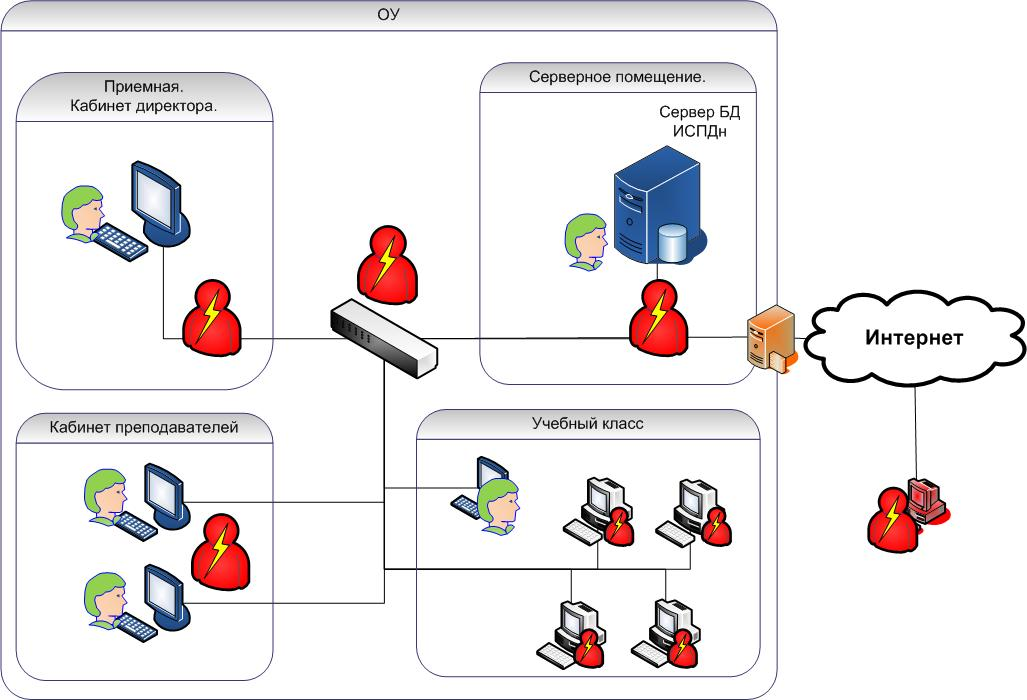 ОУ
Приемная.
Кабинет директора.
Серверное помещение.
Сервер БД
ИСПДн
Интернет
Кабинет преподавателей
Учебный класс